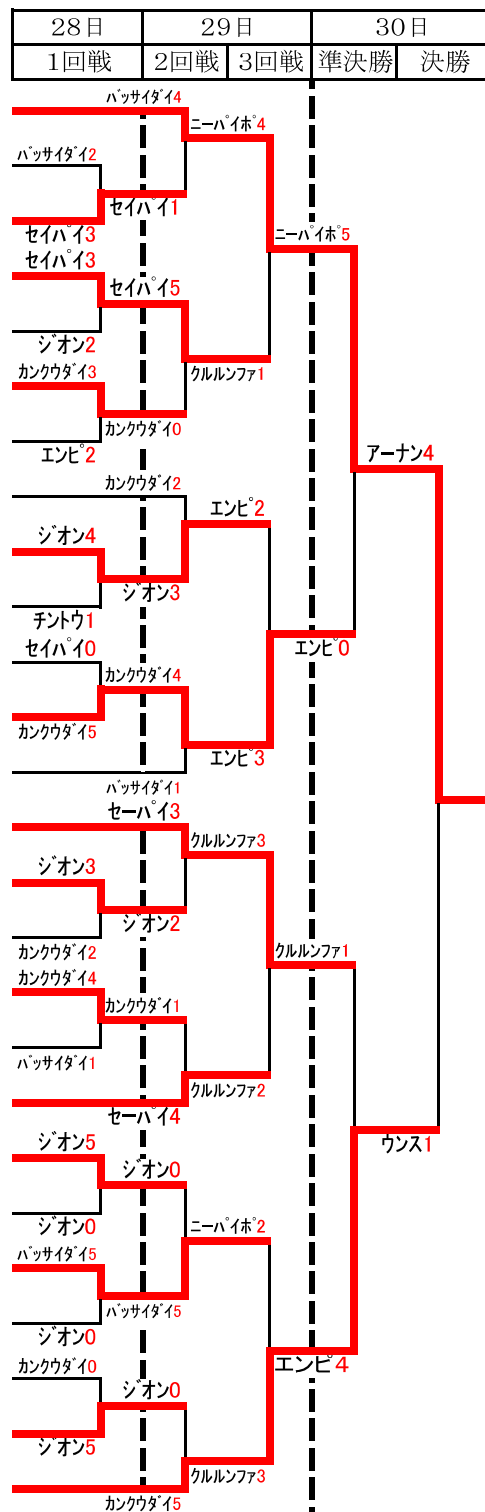 28日 29日 30日
1回戦 2回戦 3回戦 準決勝 決勝
バッサイダイ4
ニーパイポ4
バッサイダイ2
セイパイ1
セイパイ3
ニーパイポ5
セイパイ3
セイパイ5
ジオン2
クルルンファ1
カンクウダイ3
カンクウダイ0
エンピ2
アーナン4
カンクウダイ2
エンピ2
ジオン4
ジオン3
チントウ1
セイパイ0
エンピ0
カンクウダイ4
カンクウダイ5
エンピ3
バッサイダイ1
セーパイ3
クルルンファ3
ジオン3
ジオン2
カンクウダイ2
クルルンファ1
カンクウダイ4
カンクウダイ1
バッサイダイ1
クルルンファ2
セーパイ4
ジオン5
ウンス1
ジオン0
ジオン0
ニーパイポ2
バッサイダイ5
バッサイダイ5
ジオン0
エンピ4
カンクウダイ0
ジオン0
ジオン5
クルルンファ3
カンクウダイ5